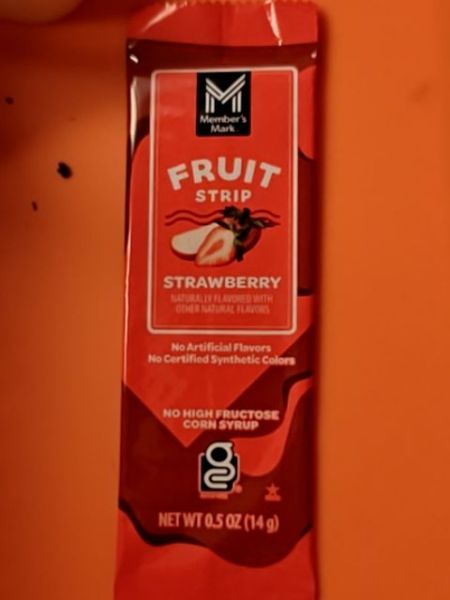 Member's
Mark
FRUIT
STRIP
STRAWBERRY
NATURALLY FLAVORED WITH
OTHER NATURAL FLAVORS
No Artificial Flavors
No Certified Synthetic Colors
NO HIGH FRUCTOSE
CORN SYRUP
NET WT 0.5 OZ (14 g)